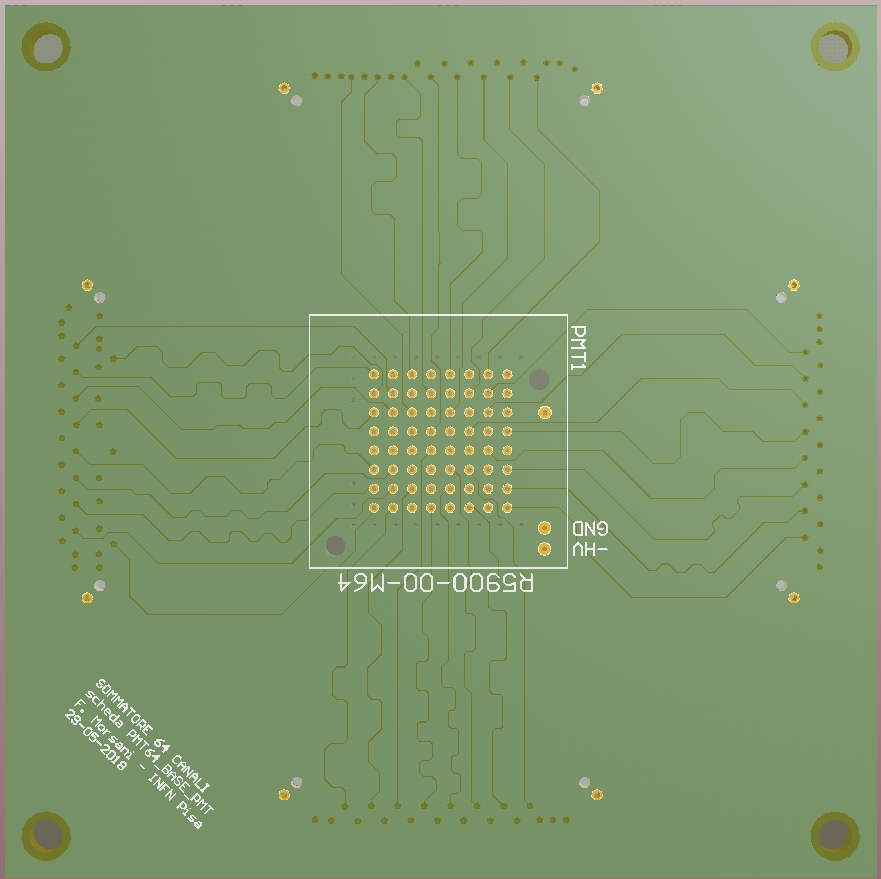 PMT1
GND
-HV
R5900-00-M64
SOMMATORE 64 CANALI
scheda PMT64_BASE_PMT
F. Morsani - INFN Pisa
29-05-2018